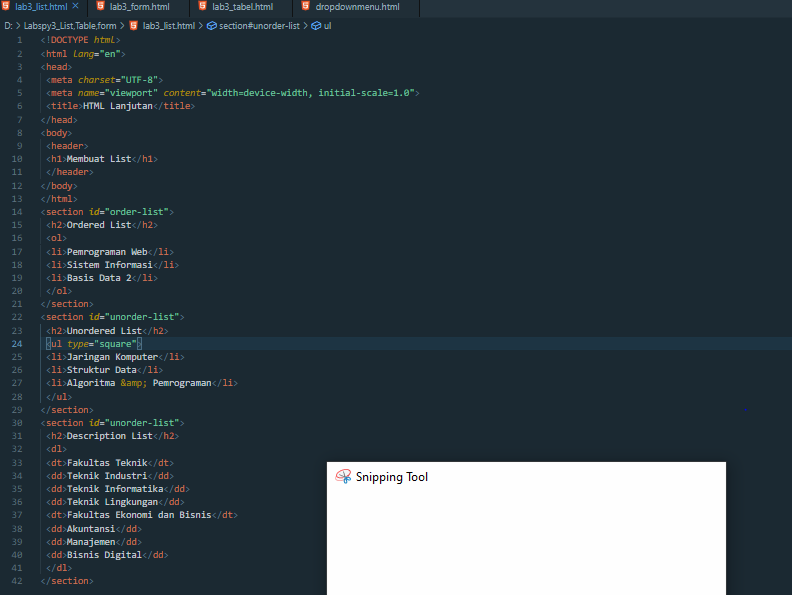 lab3_list.html × lab3_form.html lab3_tabel.html dropdownmenu.html
D: > Labspy3_List,Table,form > lab3_list.html > section#unorder-list > ul
1 <!DOCTYPE html>
2 <html lang="en">
3 <head>
4 <meta charset="UTF-8">
5 <meta name="viewport" content="width=device-width, initial-scale=1.0">
6 <title>HTML Lanjutan</title>
7 </head>
8 <body>
9 <header>
10 <h1>Membuat List</h1>
11 </header>
12 </body>
13 </html>
14 <section id="order-list">
15 <h2>Ordered List</h2>
16 <ol>
17 <li>Pemrograman Web</li>
18 <li>Sistem Informasi</li>
19 <li>Basis Data 2</li>
20 </ol>
21 </section>
22 <section id="unorder-list">
23 <h2>Unordered List</h2>
24 <ul type="square">
25 <li>Jaringan Komputer</li>
26 <li>Struktur Data</li>
27 <li>Algoritma &amp; Pemrograman</li>
28 </ul>
29 </section>
30 <section id="unorder-list">
31 <h2>Description List</h2>
32 <dl>
33 <dt>Fakultas Teknik</dt>
34 <dd>Teknik Industri</dd>
35 <dd>Teknik Informatika</dd>
36 <dd>Teknik Lingkungan</dd>
37 <dt>Fakultas Ekonomi dan Bisnis</dt>
38 <dd>Akuntansi</dd>
39 <dd>Manajemen</dd>
40 <dd>Bisnis Digital</dd>
41 </dl>
42 </section>
Snipping Tool